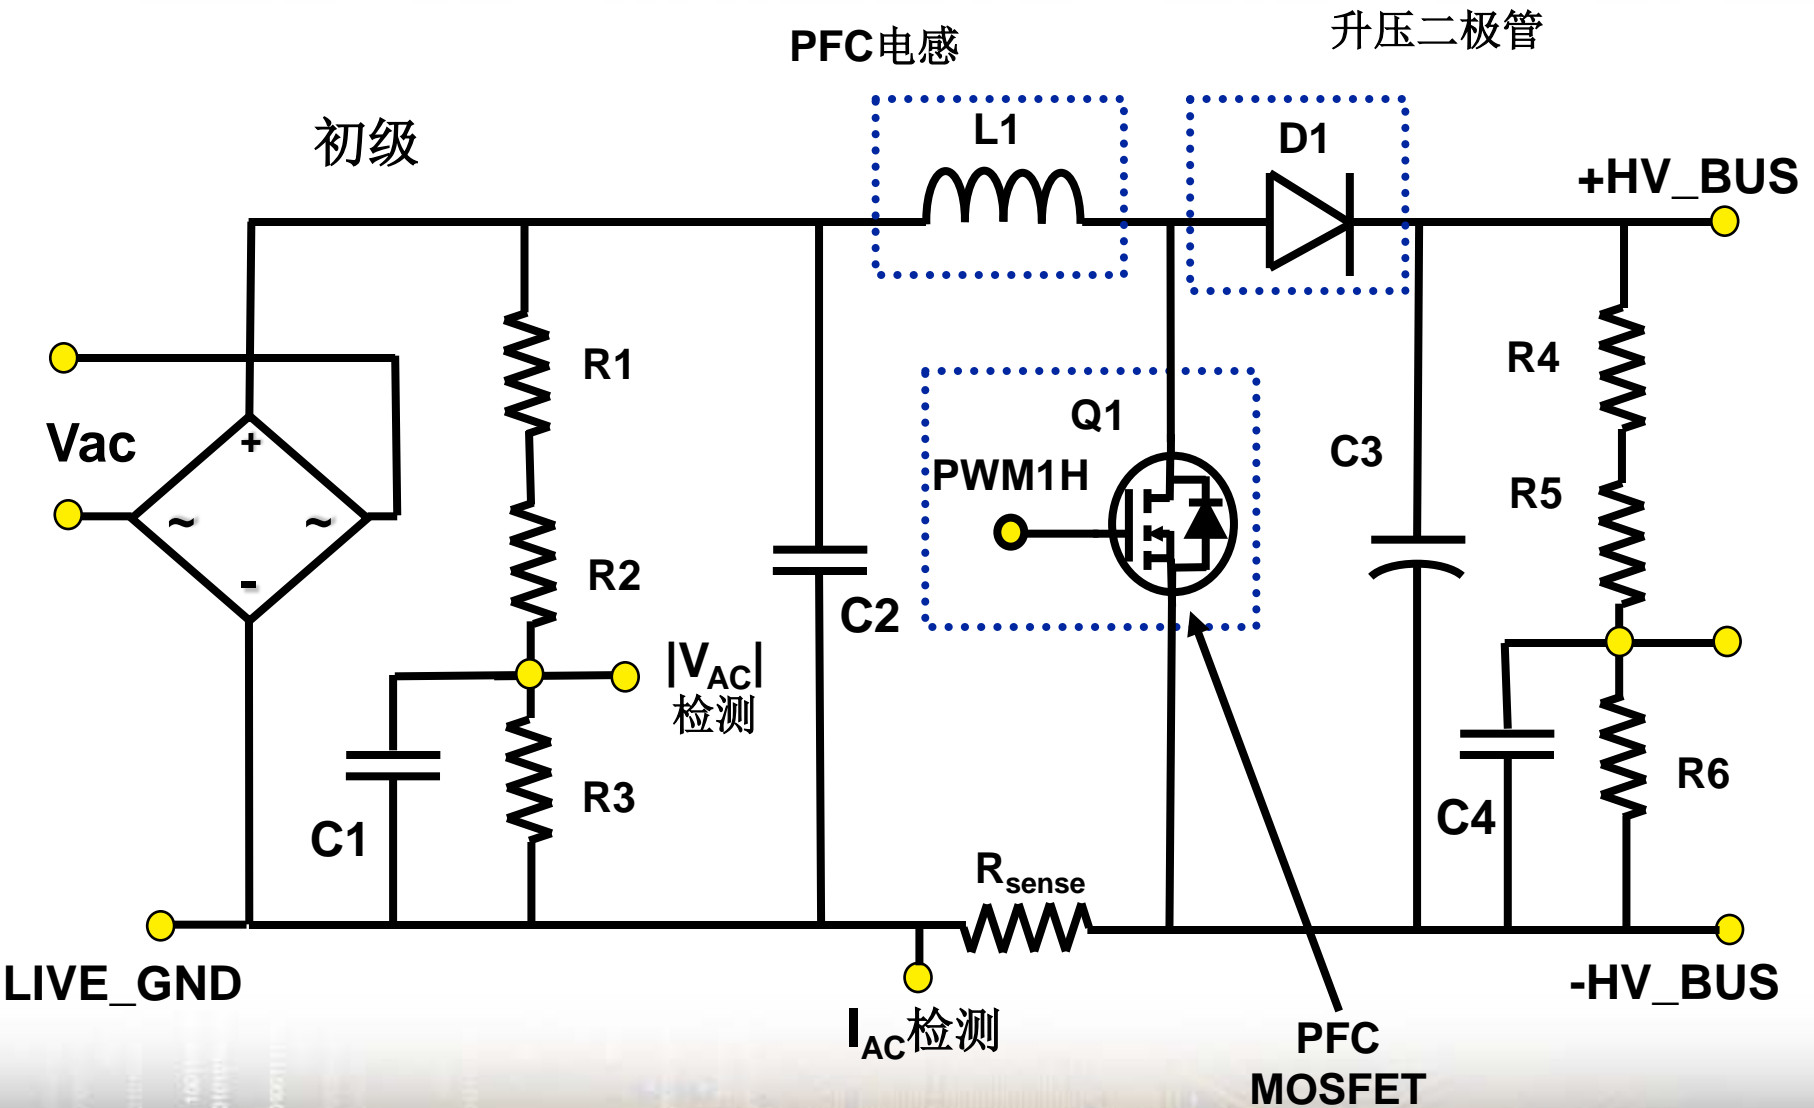 PFC电感
升压二极管
初级
L1
D1
+HV_BUS
R1
R4
Vac
+
Q1
C3
PWM1H
R5
~
~
-
R2
C2
|VAC|
检测
R3
C1
R6
C4
Rsense
LIVE_GND
-HV_BUS
IAC检测
PFC
MOSFET